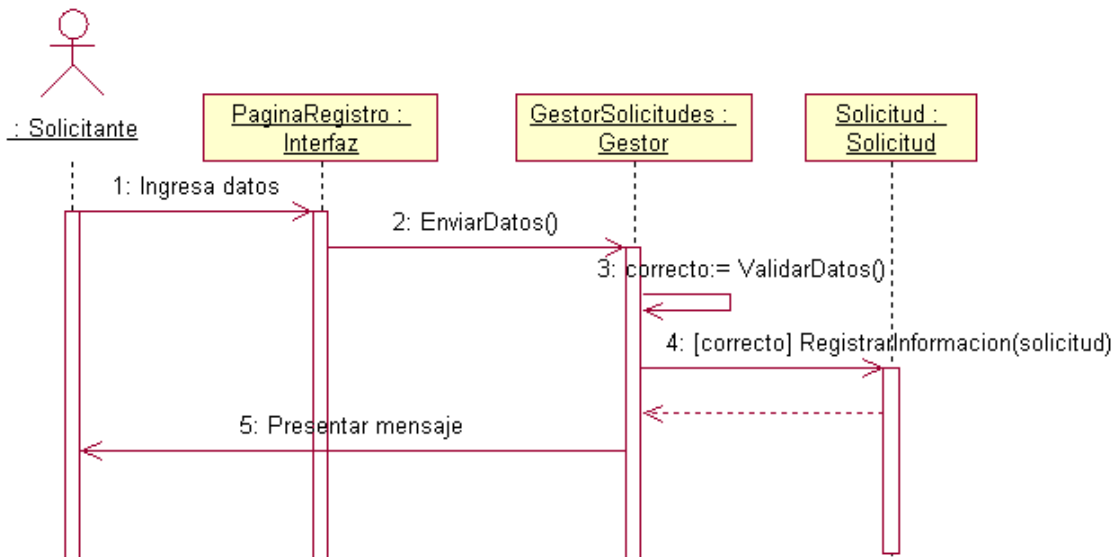 : Solicitante
PaginaRegistro :
Interfaz
GestorSolicitudes :
Gestor
Solicitud :
Solicitud
1: Ingresa datos
2: EnviarDatos()
3: correcto:= ValidarDatos()
4: [correcto] RegistrarInformacion(solicitud)
5: Presentar mensaje